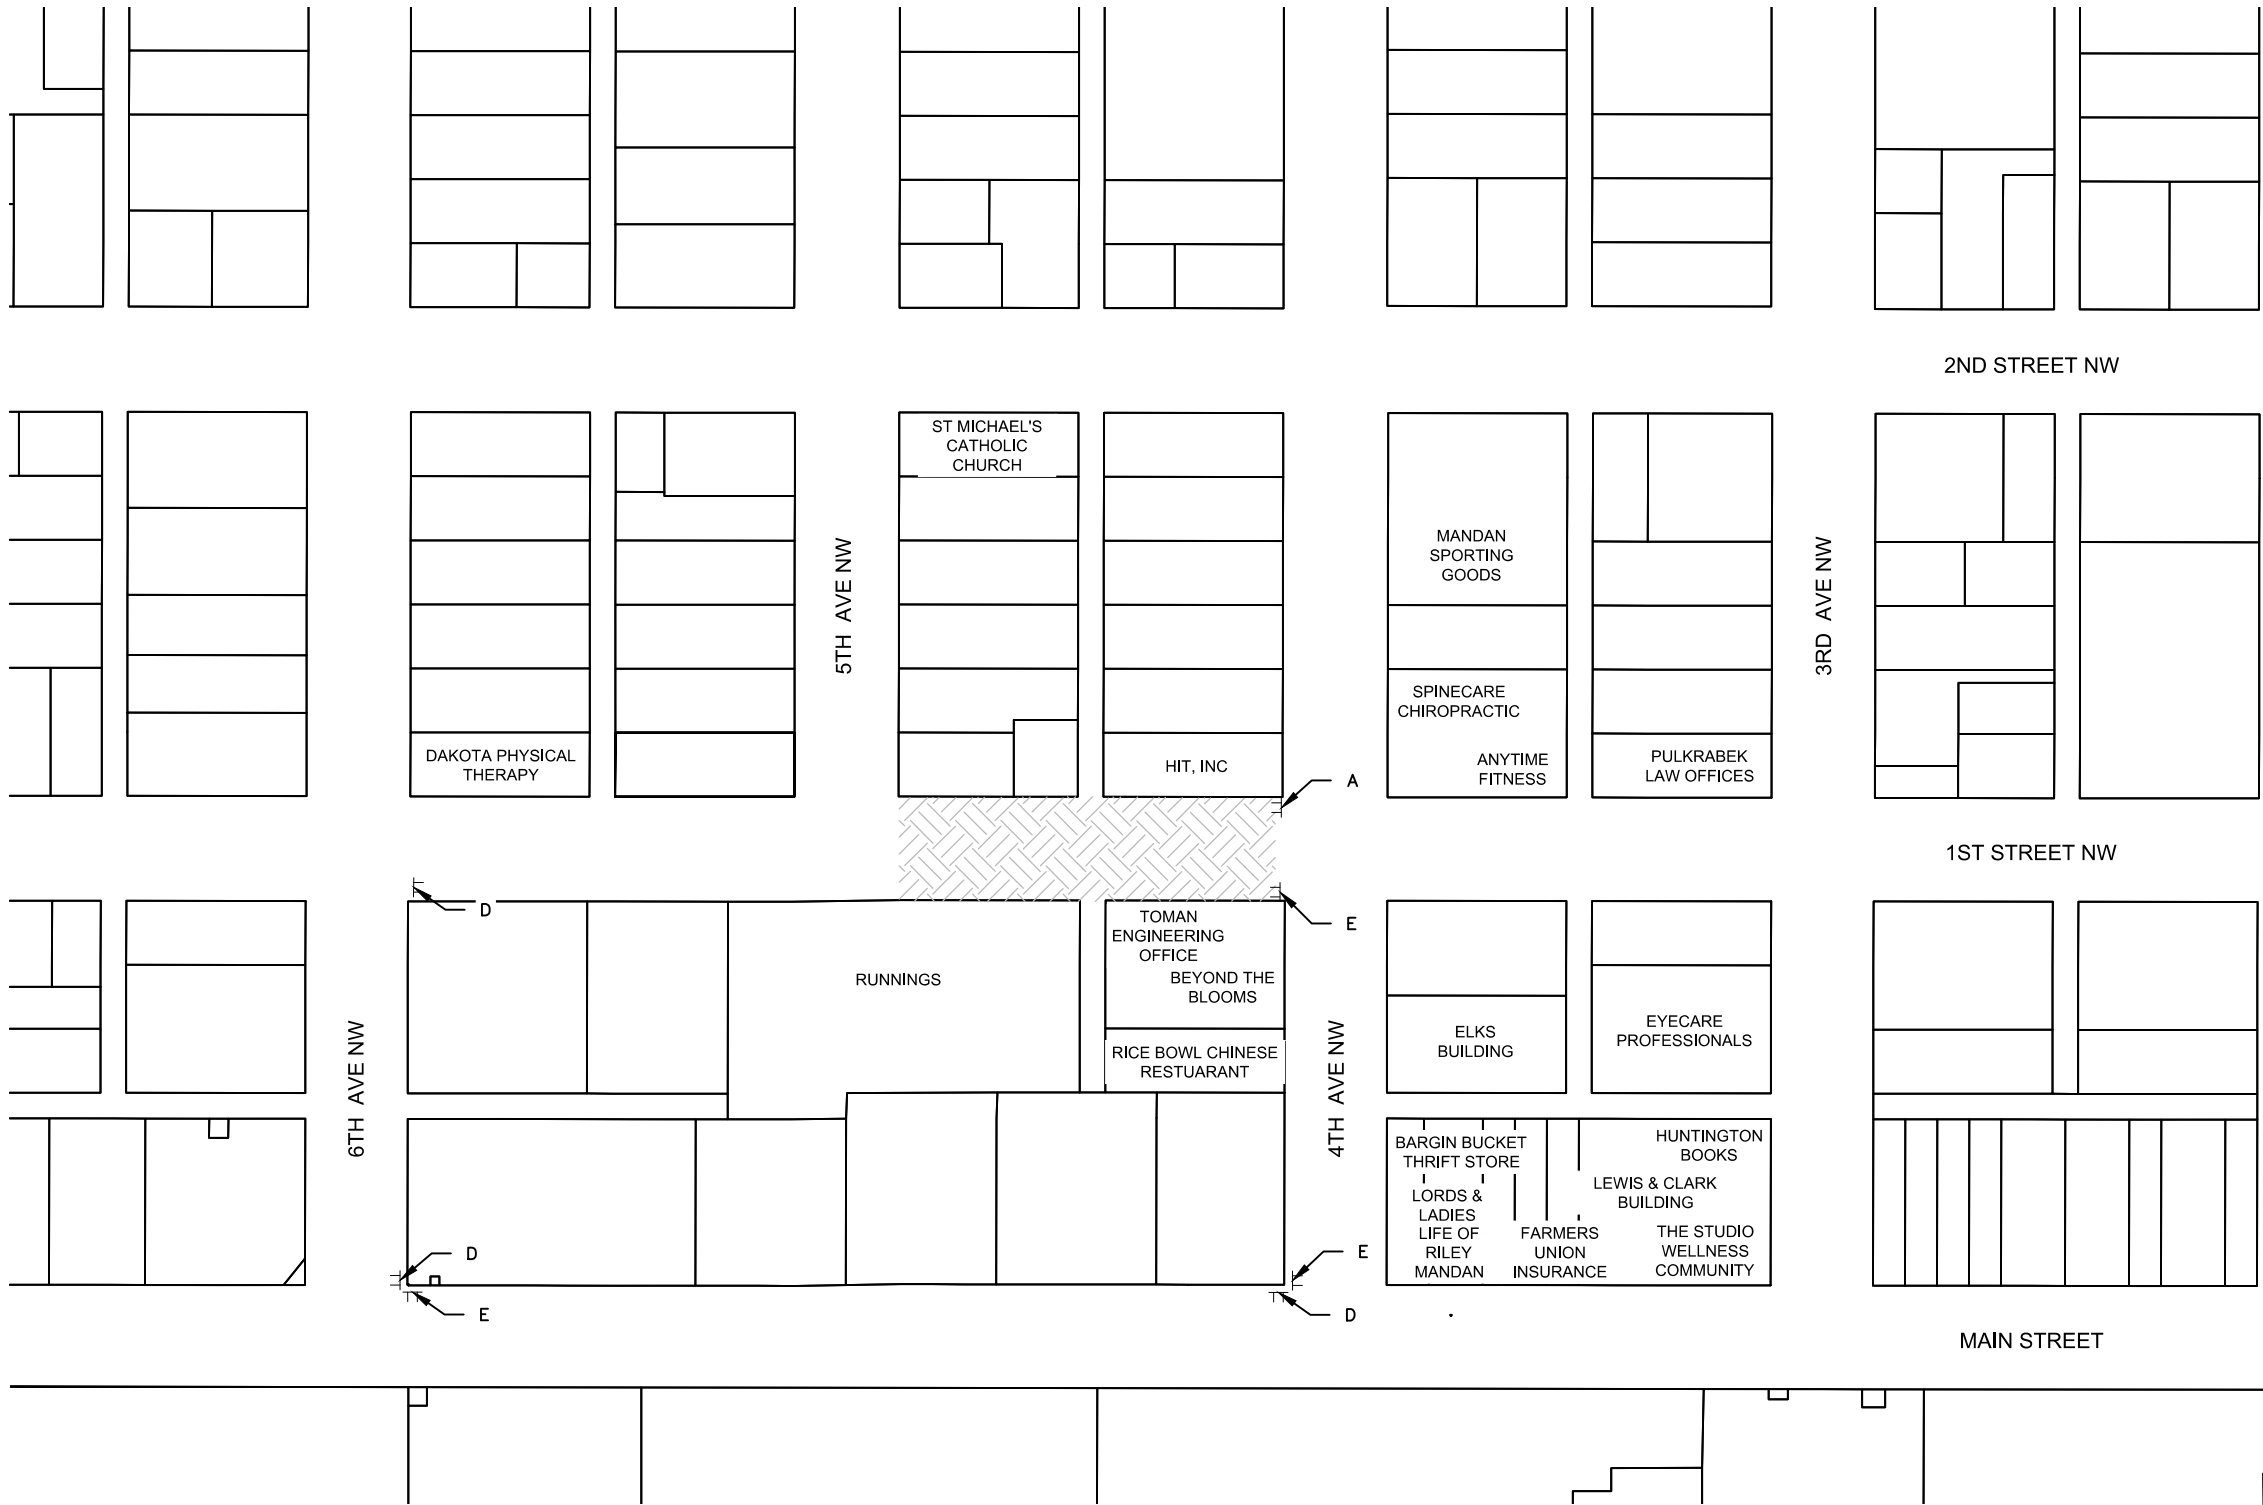 2ND STREET NW
ST MICHAEL'S
CATHOLIC
CHURCH
5TH AVE NW
MANDAN
SPORTING
GOODS
3RD AVE NW
SPINECARE
CHIROPRACTIC
DAKOTA PHYSICAL
THERAPY
HIT, INC
ANYTIME
FITNESS
PULKRABEK
LAW OFFICES
A
1ST STREET NW
D
E
TOMAN
ENGINEERING
OFFICE
BEYOND THE
BLOOMS
RUNNINGS
RICE BOWL CHINESE
RESTUARANT
ELKS
BUILDING
EYECARE
PROFESSIONALS
6TH AVE NW
4TH AVE NW
BARGIN BUCKET
THRIFT STORE
HUNTINGTON
BOOKS
LEWIS & CLARK
BUILDING
LORDS &
LADIES
LIFE OF
RILEY
MANDAN
FARMERS
UNION
INSURANCE
THE STUDIO
WELLNESS
COMMUNITY
D
E
E
D
MAIN STREET